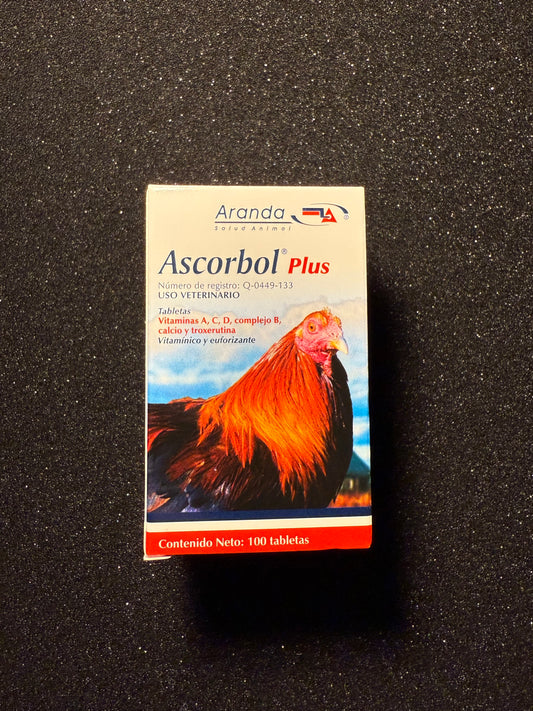 Aranda
Salud Animal
Ascorbol® Plus
Número de registro: Q-0449-133
USO VETERINARIO
Tabletas
Vitaminas A, C, D, complejo B,
calcio y troxerutina
Vitamínico y euforizante
Contenido Neto: 100 tabletas